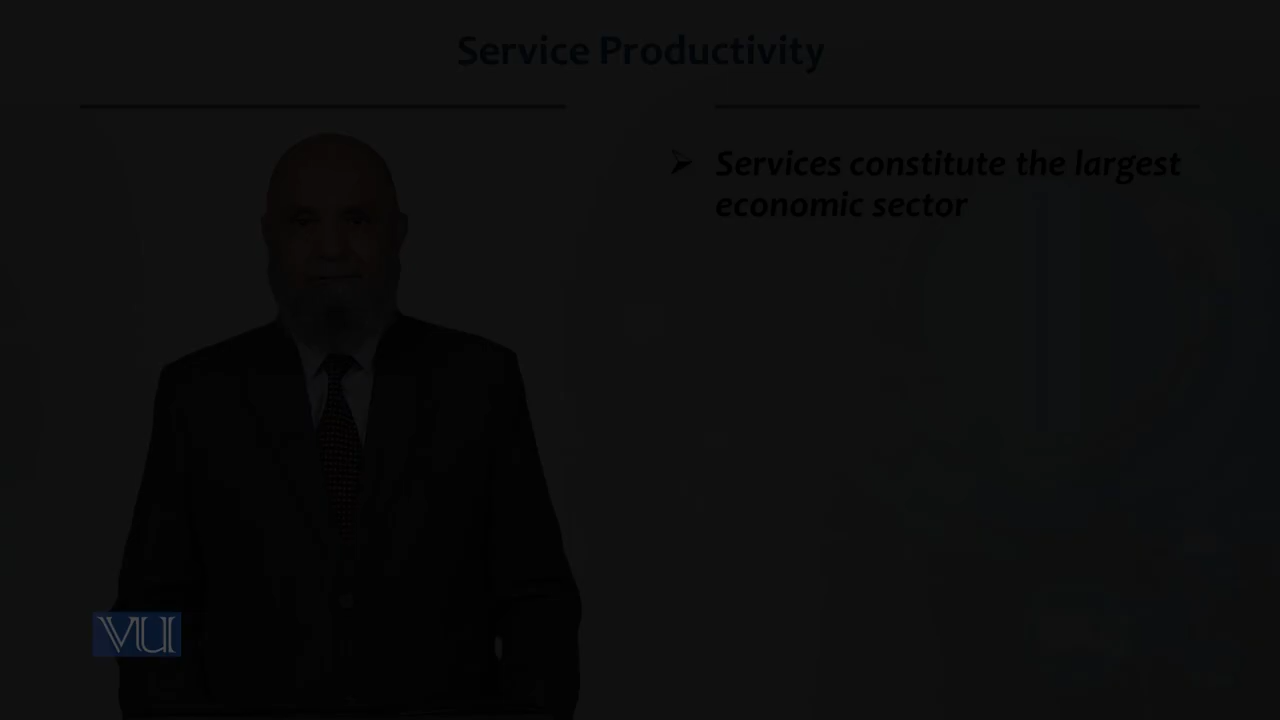 Service Productivity
Services constitute the largest
economic sector
VU